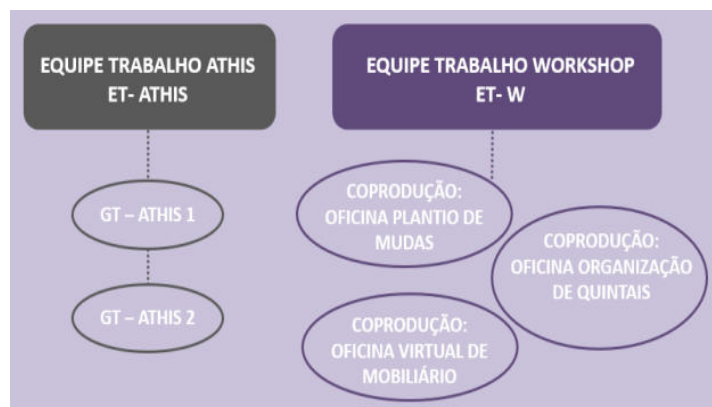 EQUIPE TRABALHO ATHIS
ET- ATHIS
GT – ATHIS 1
GT – ATHIS 2
EQUIPE TRABALHO WORKSHOP
ET- W
COPRODUÇÃO:
OFICINA PLANTIO DE
MUDAS
COPRODUÇÃO:
OFICINA ORGANIZAÇÃO
DE QUINTAIS
COPRODUÇÃO:
OFICINA VIRTUAL DE
MOBILIÁRIO